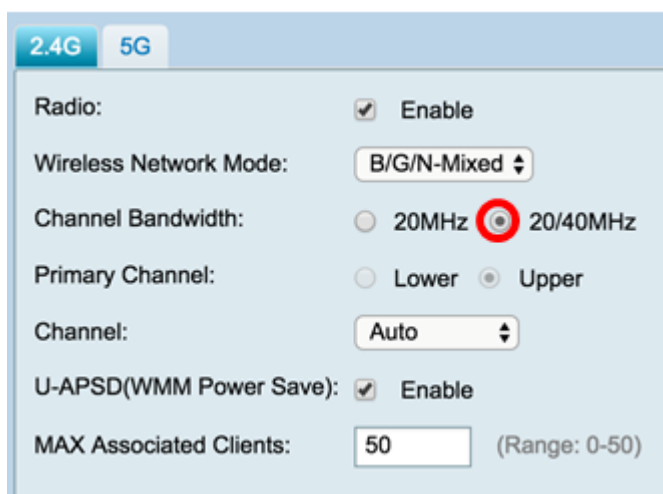 2.4G 5G
Radio: Enable
Wireless Network Mode: B/G/N-Mixed
Channel Bandwidth: 20MHz 20/40MHz
Primary Channel: Lower Upper
Channel: Auto
U-APSD(WMM Power Save): Enable
MAX Associated Clients: 50 (Range: 0-50)